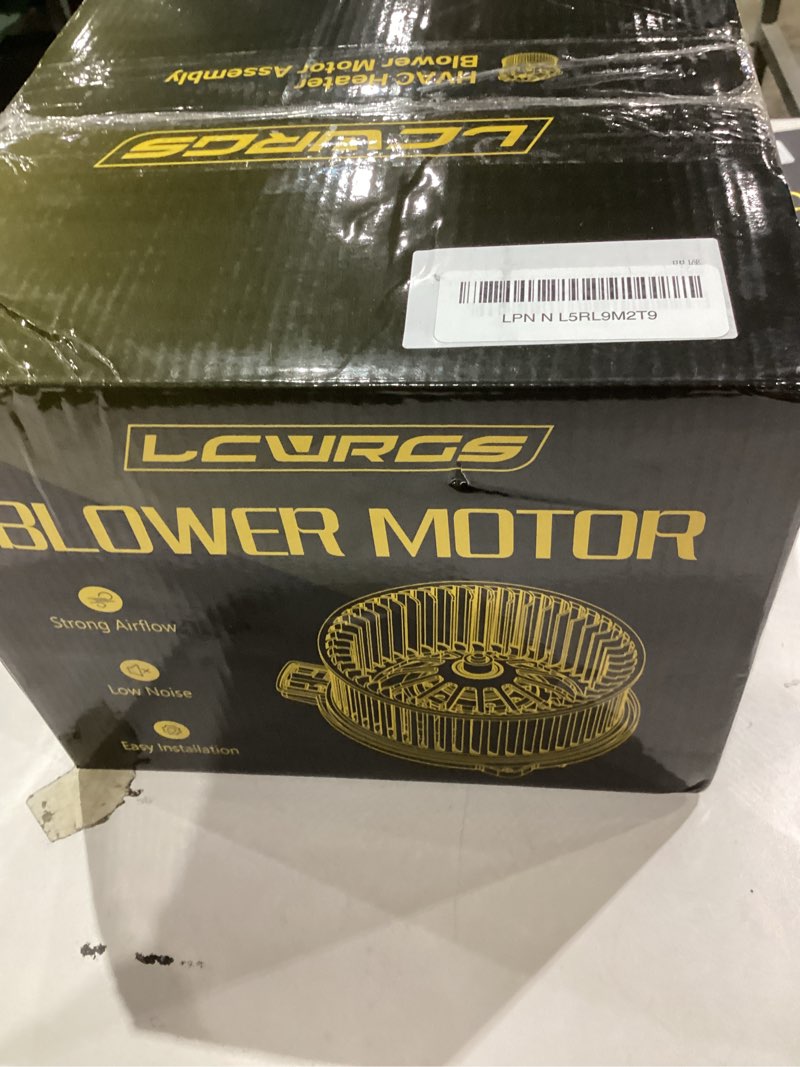 HVAC Heater
Blower Motor Assembly
LCWRGS
LPN N L5RL9M2T9
LCWRGS
BLOWER MOTOR
Strong Airflow
Low Noise
Easy Installation